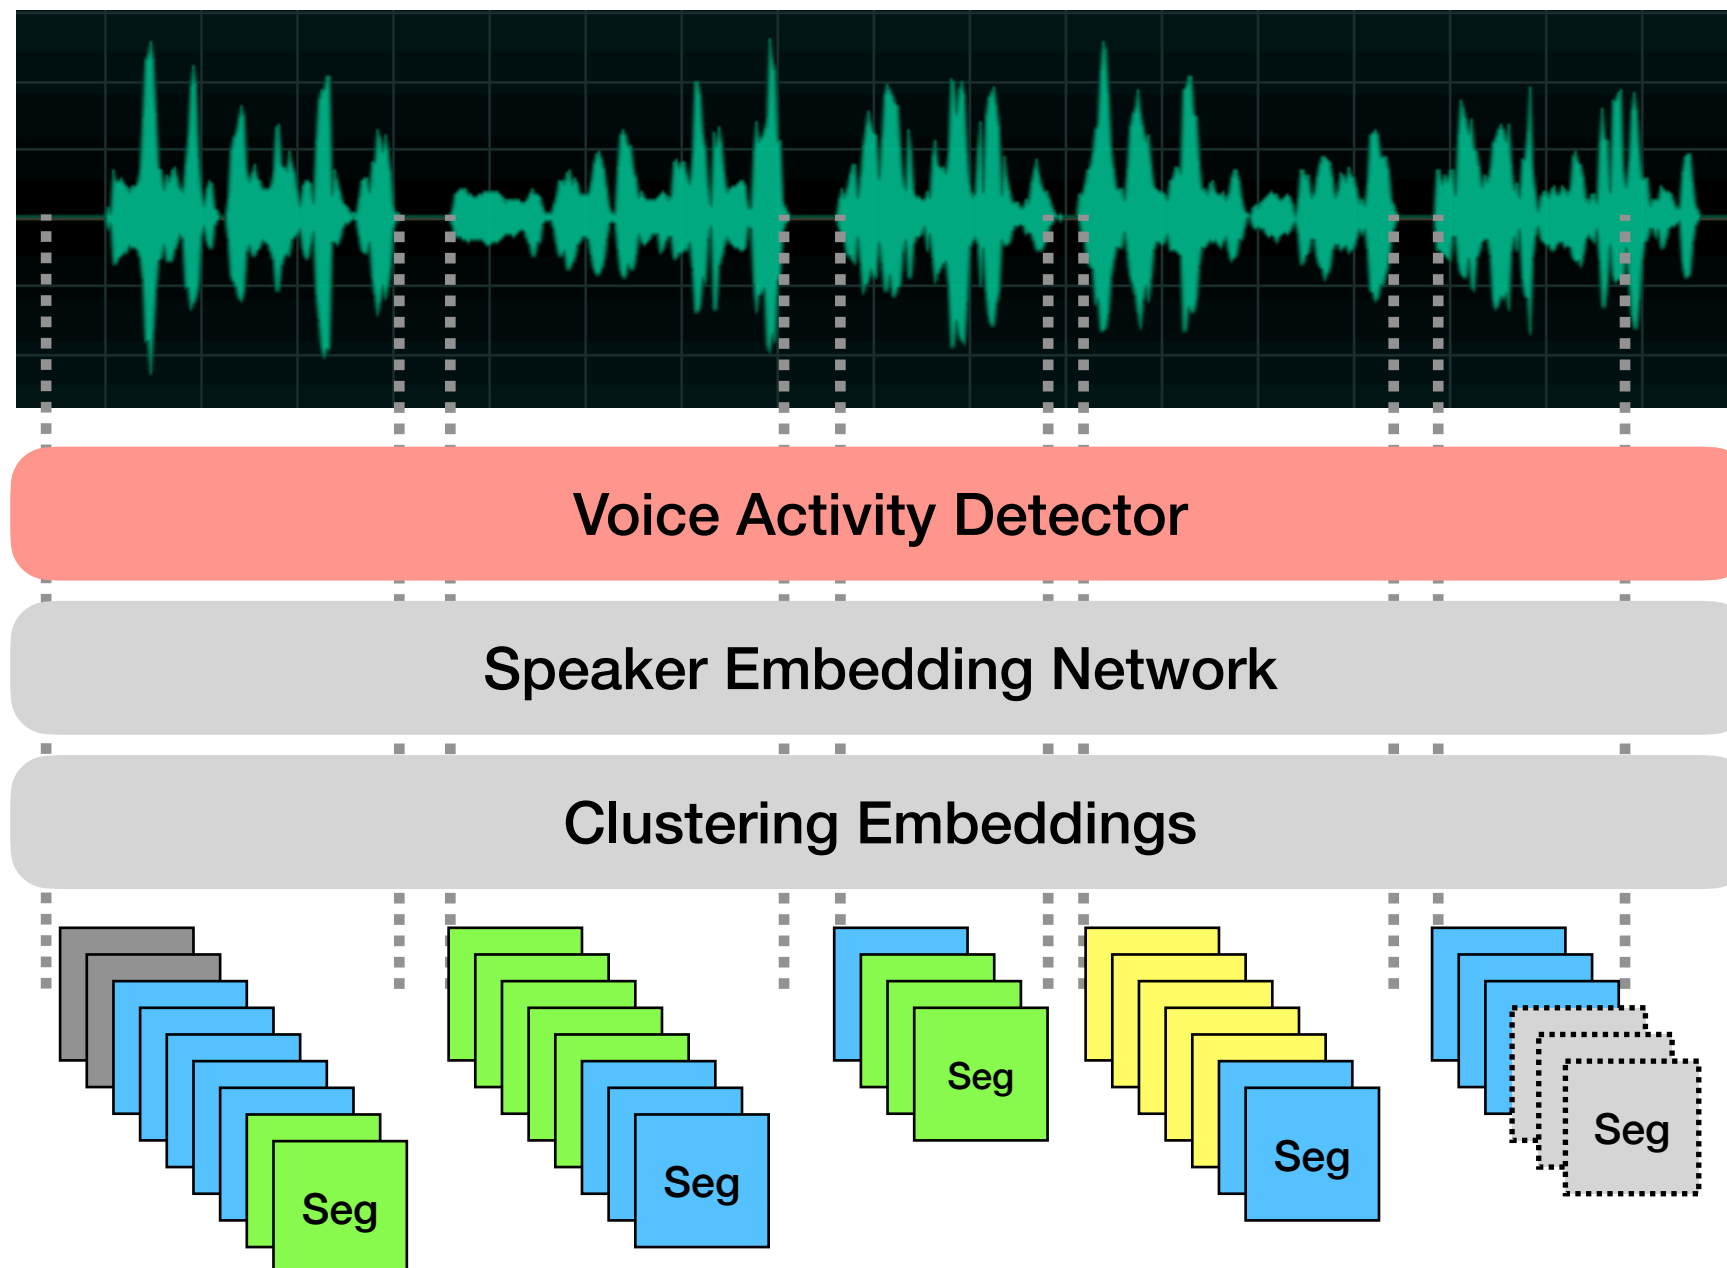 Voice Activity Detector
Speaker Embedding Network
Clustering Embeddings
Seg
Seg
Seg
Seg
Seg